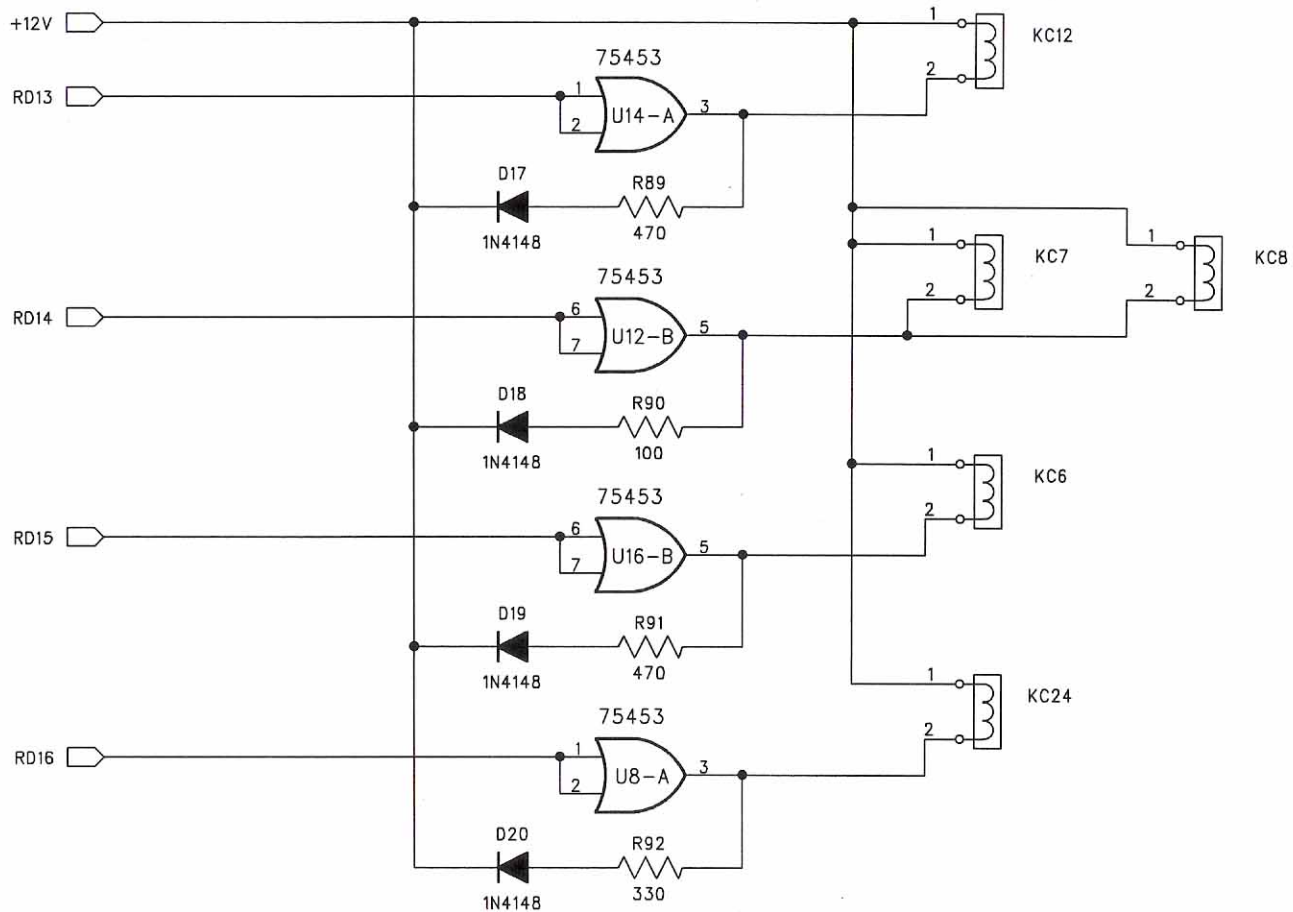 +12V
1
KC12
75453
2
RD13
1
U14-A
3
2
D17
R89
1N4148
470
1
1
KC7
KC8
75453
2
2
RD14
6
U12-B
5
7
D18
R90
1N4148
100
1
KC6
75453
2
RD15
6
U16-B
5
7
D19
R91
1N4148
470
1
KC24
75453
2
RD16
1
U8-A
3
2
D20
R92
1N4148
330